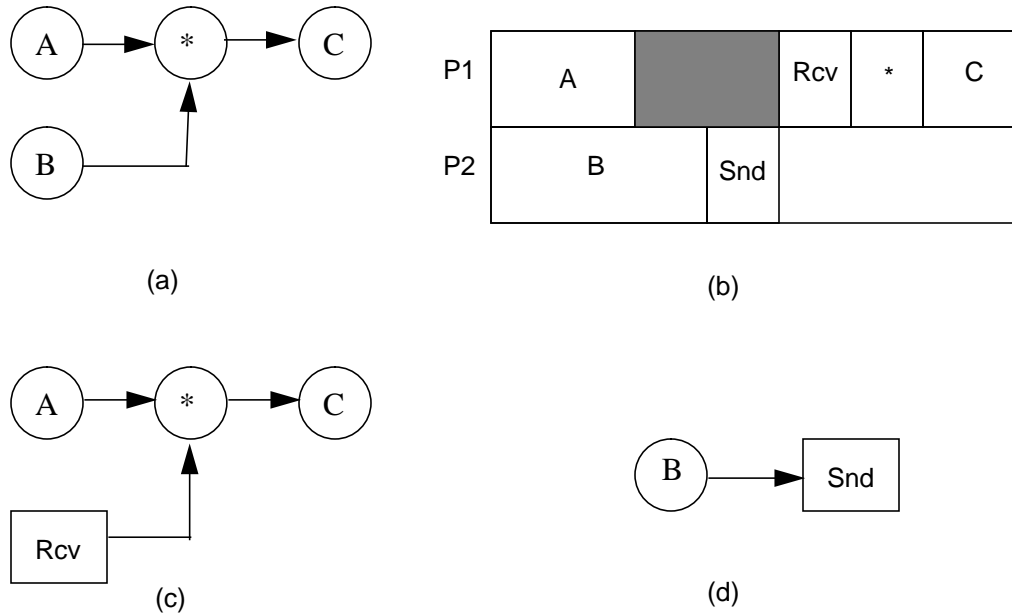 A * C
B
(a)
P1 A Rcv * C
P2 B Snd
(b)
A * C
Rcv
(c)
B Snd
(d)